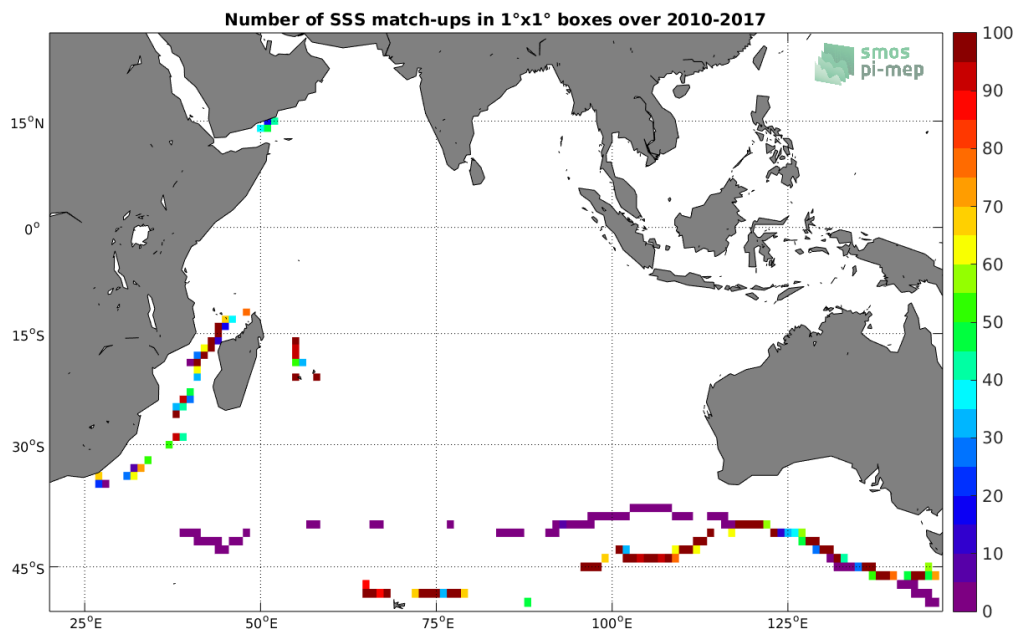 Number of SSS match-ups in 1°x1° boxes over 2010-2017
smos
pi-mep
15°N
0°
15°S
30°S
45°S
25°E
50°E
75°E
100°E
125°E
100
90
80
70
60
50
40
30
20
10
0